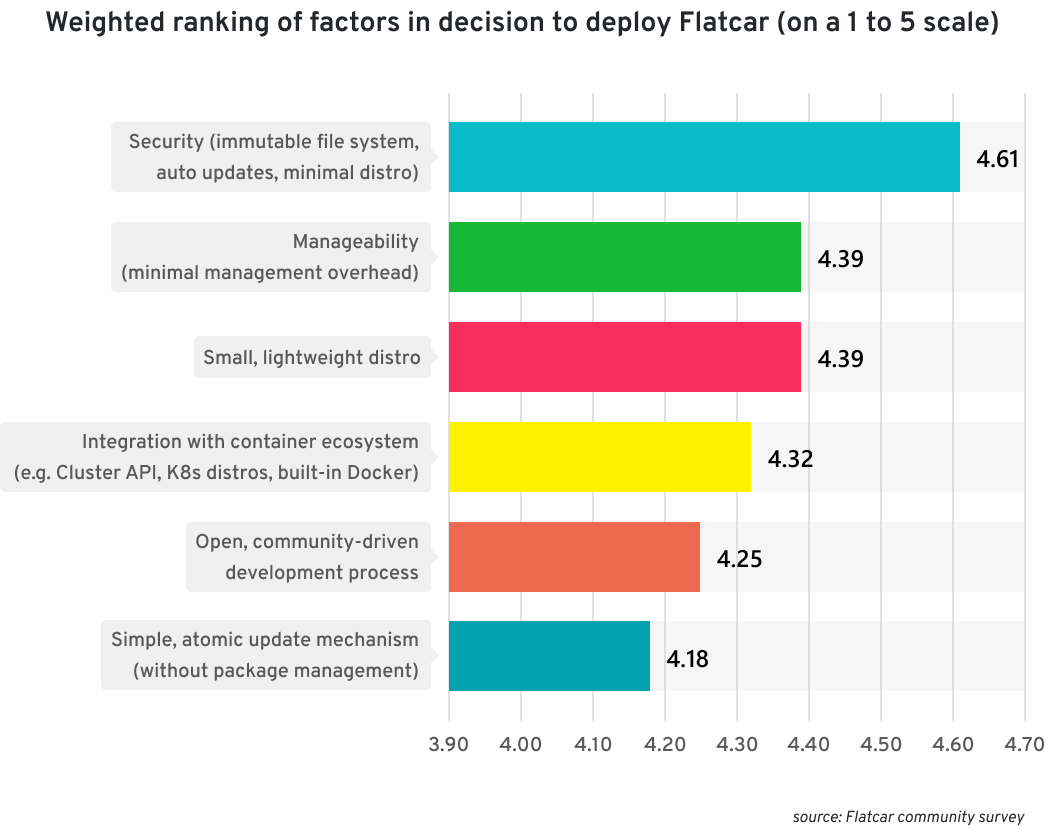 Weighted ranking of factors in decision to deploy Flatcar (on a 1 to 5 scale)
Security (immutable file system,
auto updates, minimal distro)
4.61
Manageability
(minimal management overhead)
4.39
Small, lightweight distro
4.39
Integration with container ecosystem
(e.g. Cluster API, K8s distros, built-in Docker)
4.32
Open, community-driven
development process
4.25
Simple, atomic update mechanism
(without package management)
4.18
3.90 4.00 4.10 4.20 4.30 4.40 4.50 4.60 4.70
source: Flatcar community survey